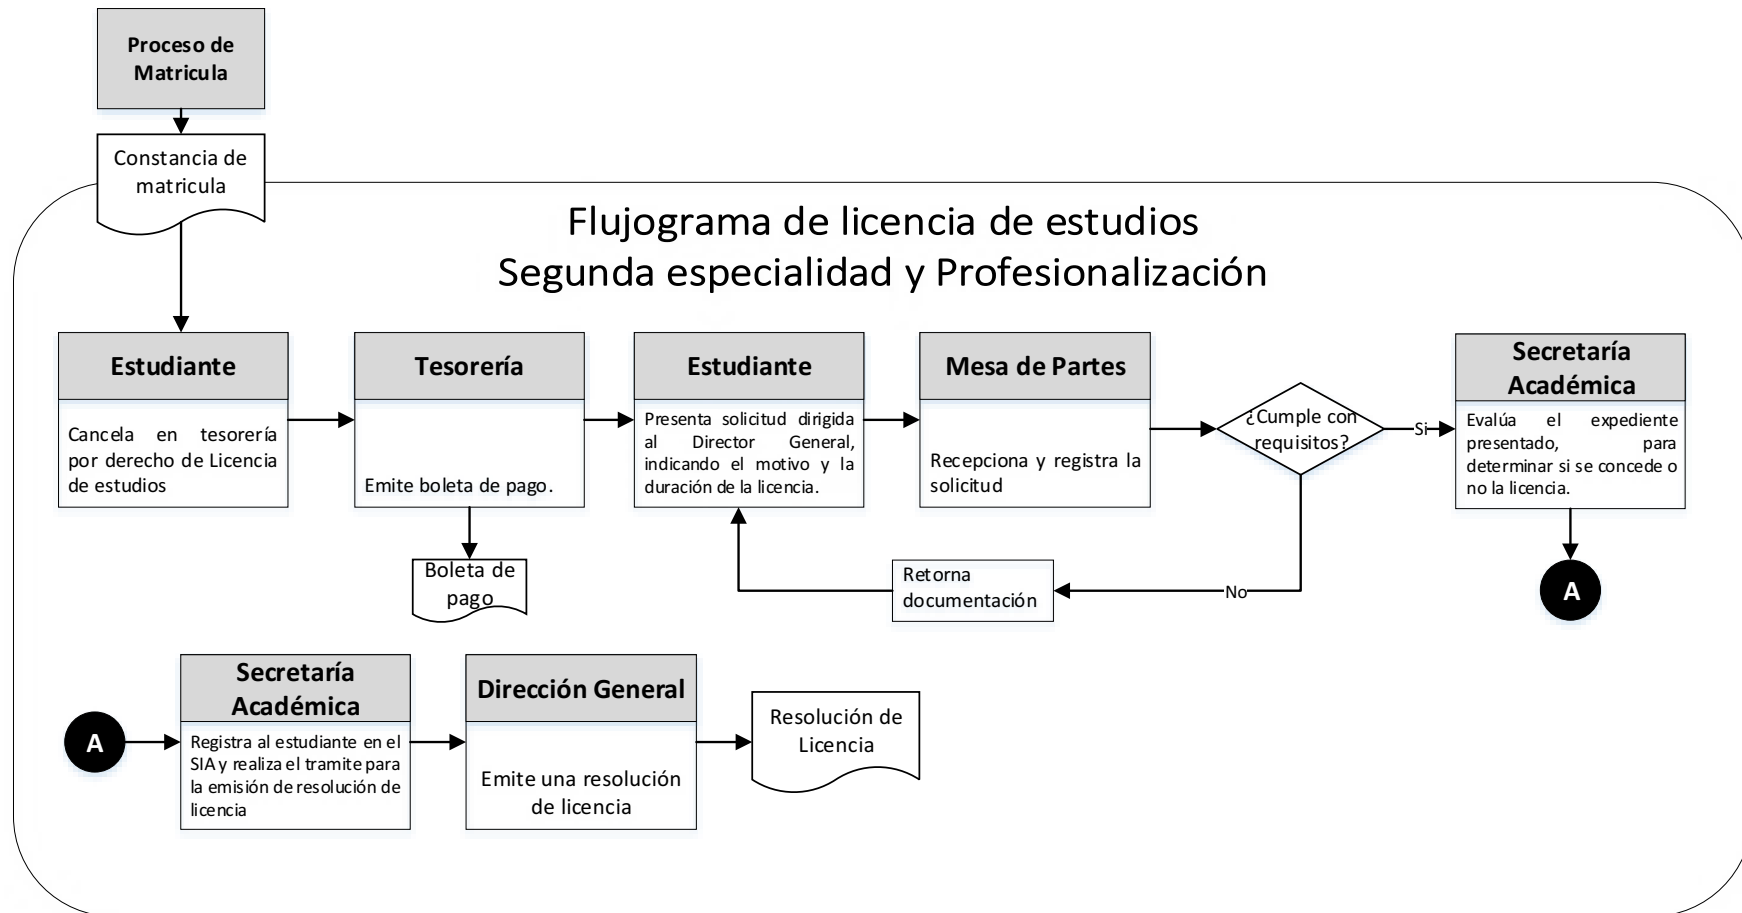 Proceso de
Matricula
Constancia de
matricula
Flujograma de licencia de estudios
Segunda especialidad y Profesionalización
Estudiante
Cancela en tesorería
por derecho de Licencia
de estudios
Tesorería
Emite boleta de pago.
Boleta de
pago
Estudiante
Presenta solicitud dirigida
al Director General,
indicando el motivo y la
duración de la licencia.
Mesa de Partes
Recepciona y registra la
solicitud
¿Cumple con
requisitos?
Si
No
Retorna
documentación
Secretaría
Académica
Evalúa el expediente
presentado, para
determinar si se concede o
no la licencia.
A
A
Secretaría
Académica
Registra al estudiante en el
SIA y realiza el tramite para
la emisión de resolución de
licencia
Dirección General
Emite una resolución
de licencia
Resolución de
Licencia